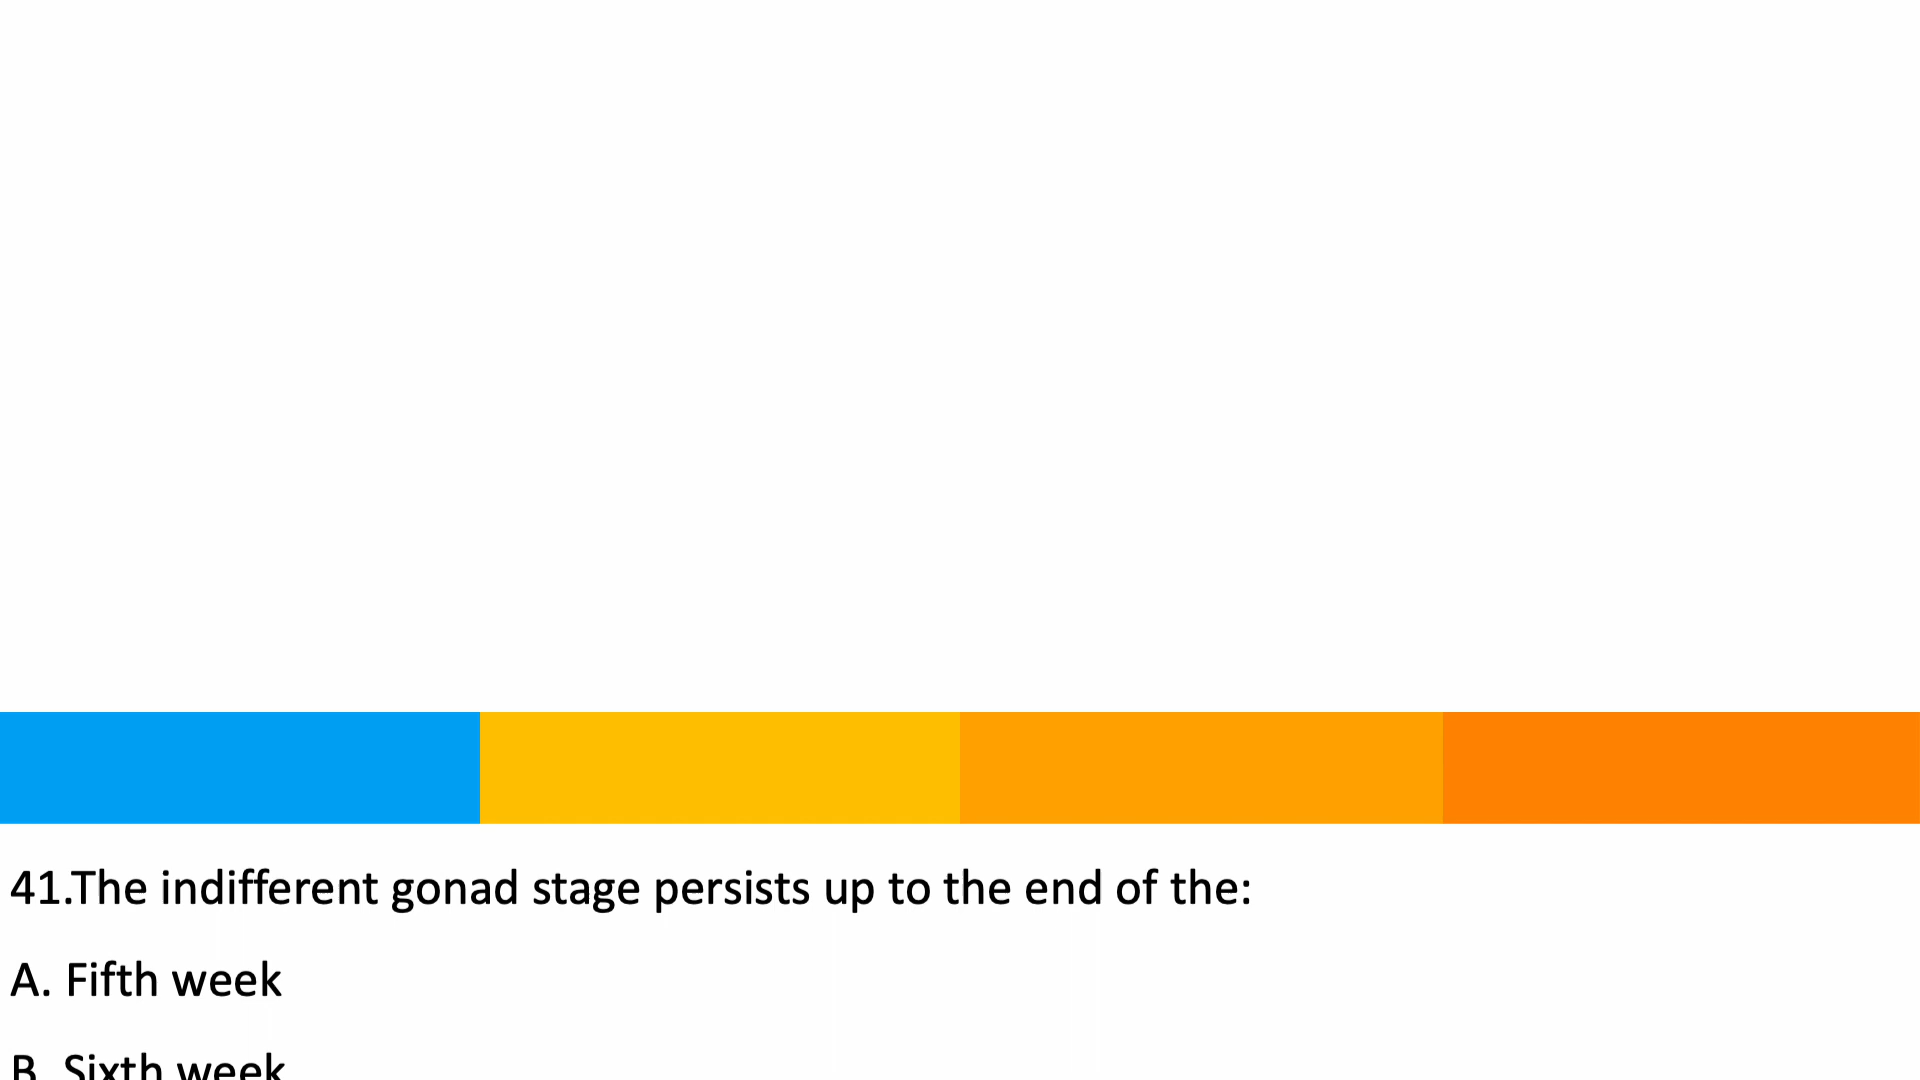 41.The indifferent gonad stage persists up to the end of the:
A. Fifth week
B. Sixth week